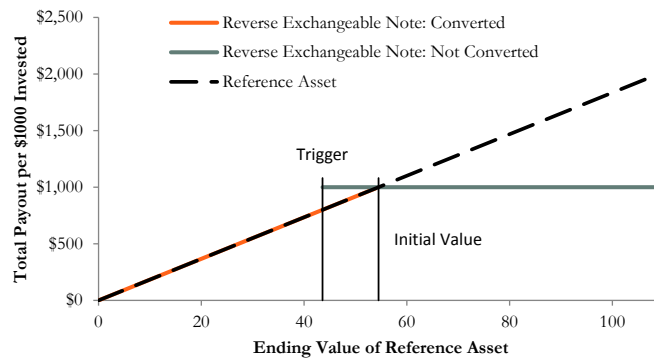 $2,500
$2,000
$1,500
$1,000
$500
$0
Total Payout per $1000 Invested
Reverse Exchangeable Note: Converted
Reverse Exchangeable Note: Not Converted
Reference Asset
Trigger
Initial Value
0 20 40 60 80 100
Ending Value of Reference Asset